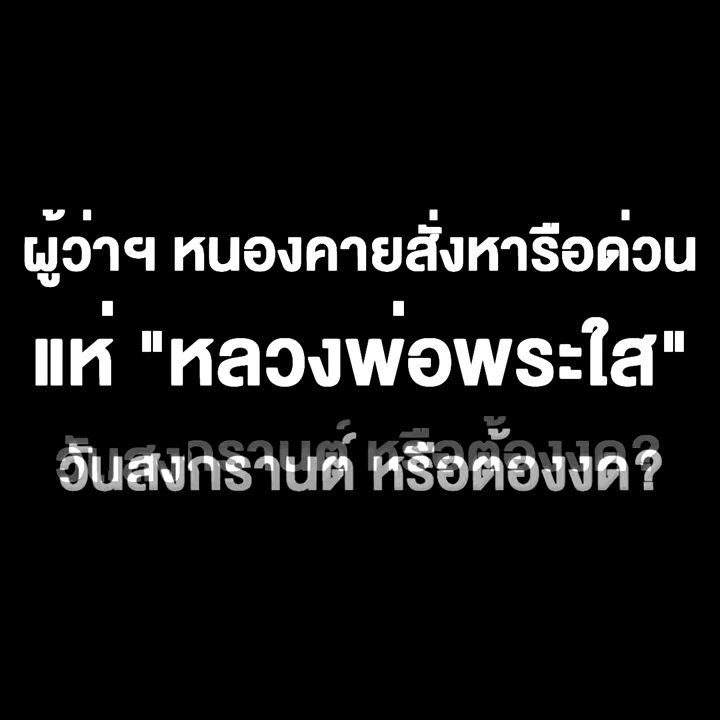 ผู้ว่าฯ หนองคายสั่งหารือด่วน
แห่ "หลวงพ่อพระใส"
วันสงกรานต์ หรือต้องงด?